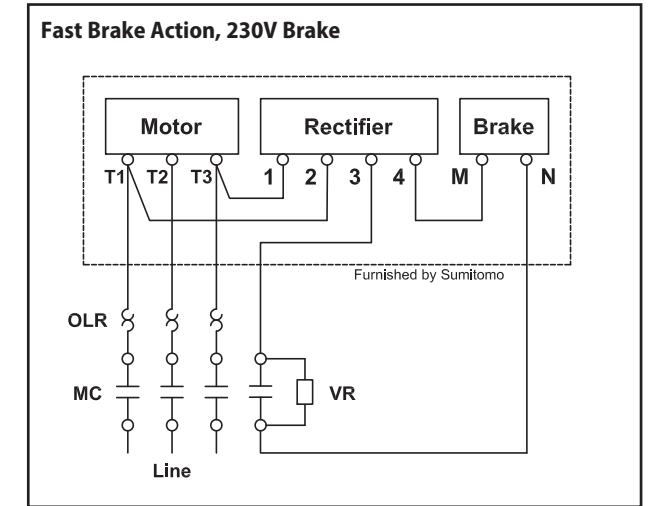 Fast Brake Action, 230V Brake
Motor Rectifier Brake
T1 T2 T3 1 2 3 4 M N
Furnished by Sumitomo
OLR
MC VR
Line